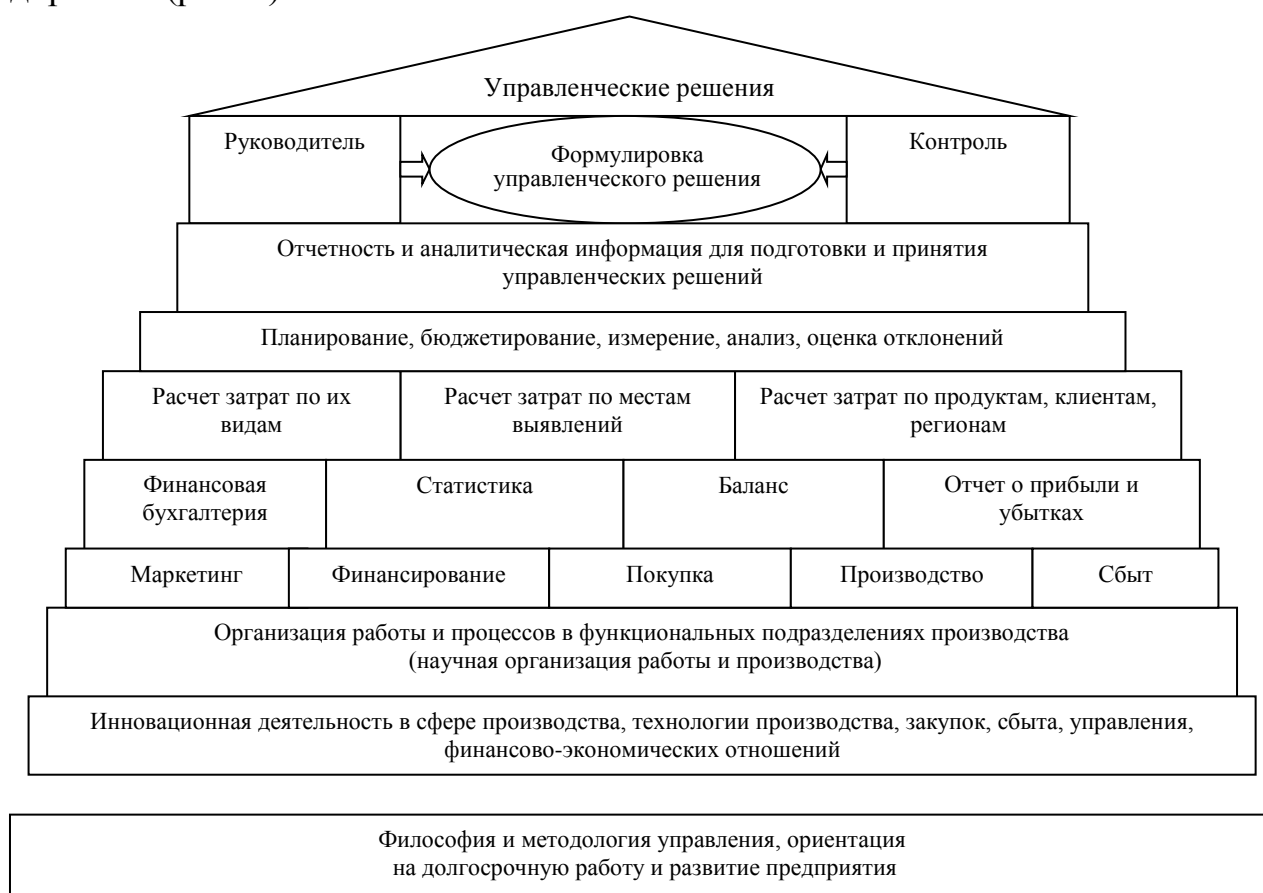 Управленческие решения
Руководитель
Формулировка
управленческого решения
Контроль
Отчетность и аналитическая информация для подготовки и принятия
управленческих решений
Планирование, бюджетирование, измерение, анализ, оценка отклонений
Расчет затрат по их
видам
Расчет затрат по местам
выявлений
Расчет затрат по продуктам, клиентам,
регионам
Финансовая
бухгалтерия
Статистика
Баланс
Отчет о прибыли и
убытках
Маркетинг
Финансирование
Покупка
Производство
Сбыт
Организация работы и процессов в функциональных подразделениях производства
(научная организация работы и производства)
Инновационная деятельность в сфере производства, технологии производства, закупок, сбыта, управления,
финансово-экономических отношений
Философия и методология управления, ориентация
на долгосрочную работу и развитие предприятия